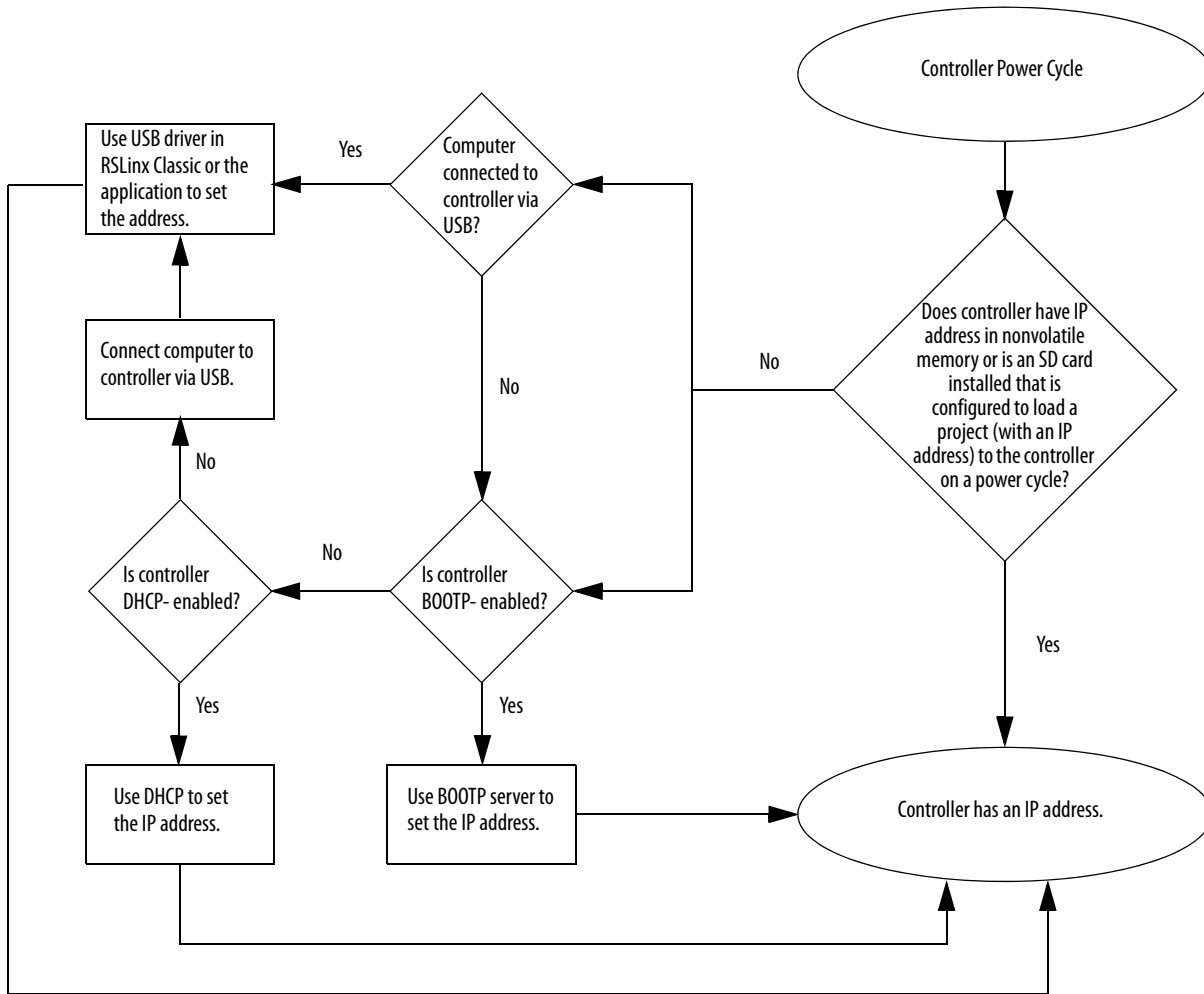 Controller Power Cycle
Use USB driver in
RSLinx Classic or the
application to set
the address.
Yes
Computer
connected to
controller via
USB?
Does controller have IP
address in nonvolatile
memory or is an SD card
installed that is
configured to load a
project (with an IP
address) to the controller
on a power cycle?
No
Connect computer to
controller via USB.
No
No
Is controller
DHCP- enabled?
No
Is controller
BOOTP- enabled?
Yes
Yes
Yes
Use DHCP to set
the IP address.
Use BOOTP server to
set the IP address.
Controller has an IP address.